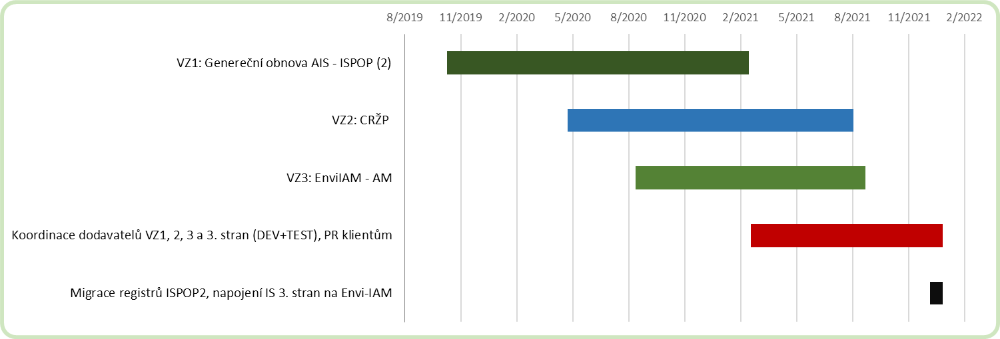 8/2019 11/2019 2/2020 5/2020 8/2020 11/2020 2/2021 5/2021 8/2021 11/2021 2/2022
VZ1: Genereční obnova AIS - ISPOP (2)
VZ2: CRŽP
VZ3: EnviIAM - AM
Koordinace dodavatelů VZ1, 2, 3 a 3. stran (DEV+TEST), PR klientům
Migrace registrů ISPOP2, napojení IS 3. stran na Envi-IAM